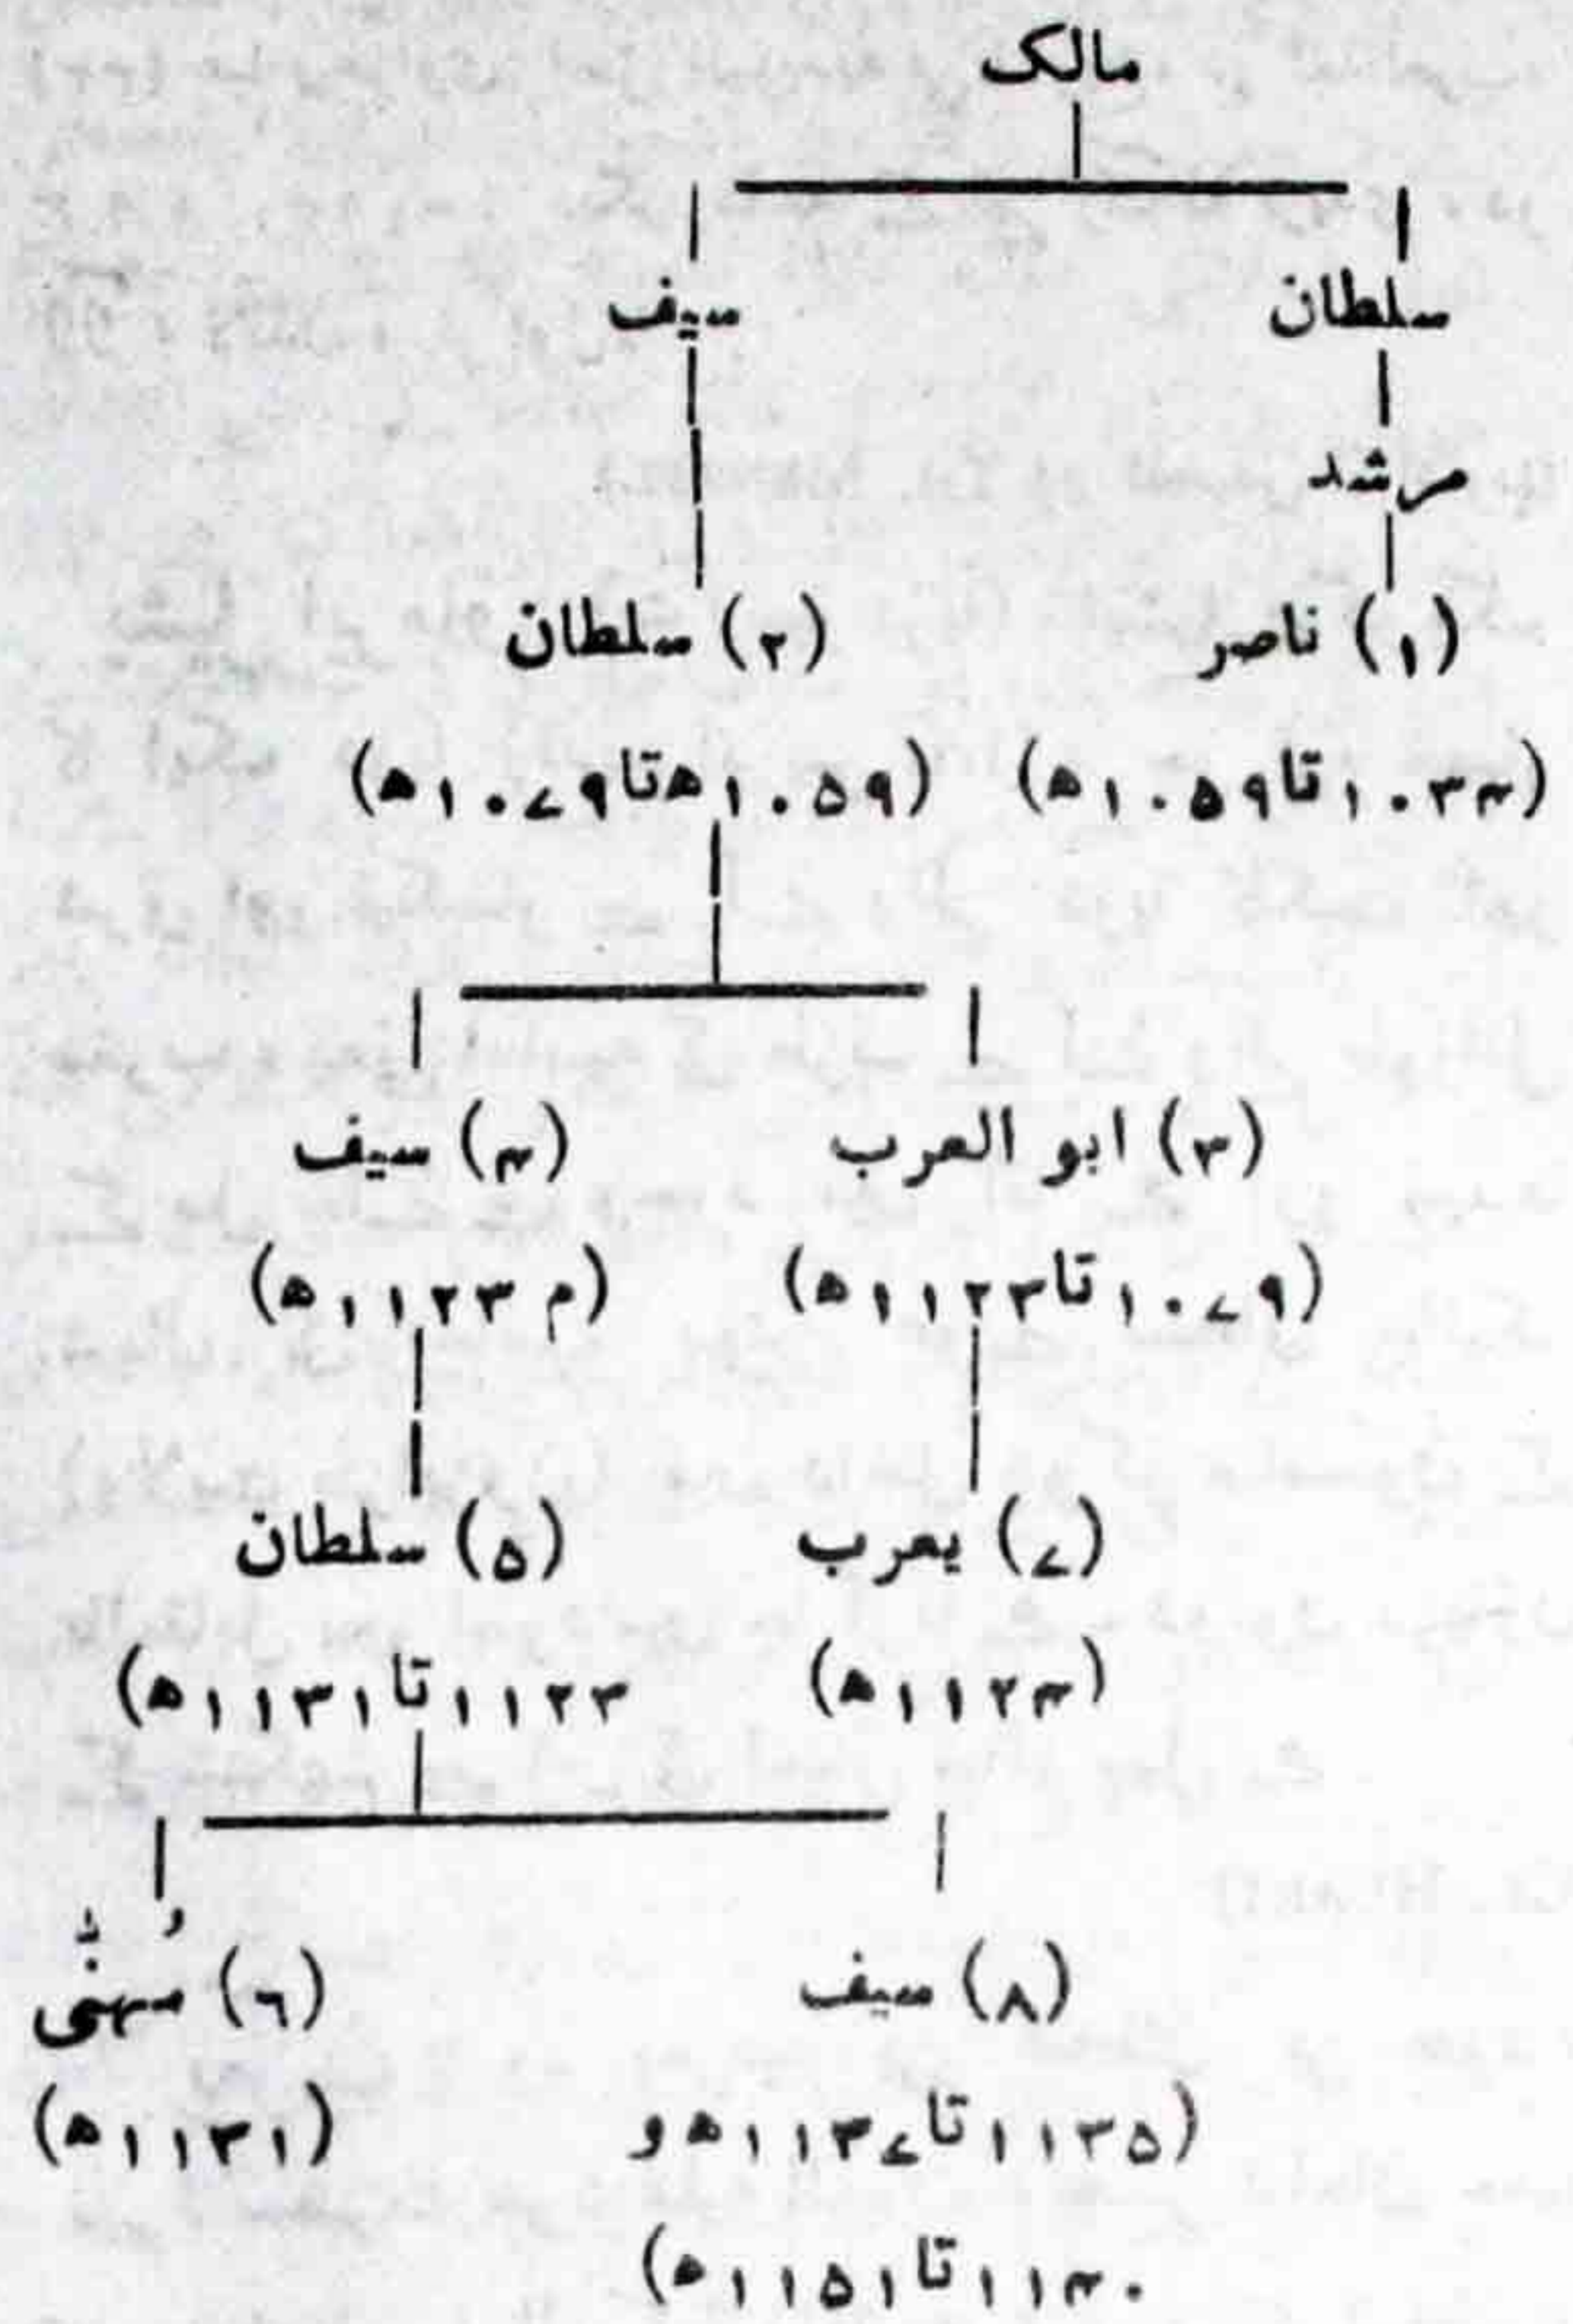 مالک
سلطان
سیف
مرشد
(۱) ناصر
(۲) سلطان
(۱۰۳۴ تا ۱۰۵۹ھ)
(۱۰۵۹ھ تا ۱۰۷۹ھ)
(۳) ابو العرب
(۴) سیف
(۱۰۷۹ تا ۱۱۲۳ھ)
(م ۱۱۲۳ھ)
(۷) یعرب
(۵) سلطان
(۱۱۲۴ھ)
۱۱۲۳ تا ۱۱۳۱ھ)
(۸) سیف
(۶) مُہنّٰی
(۱۱۳۵ تا ۱۱۳۷ھ و
(۱۱۳۱ھ)
۱۱۴۰ تا ۱۱۵۱ھ)